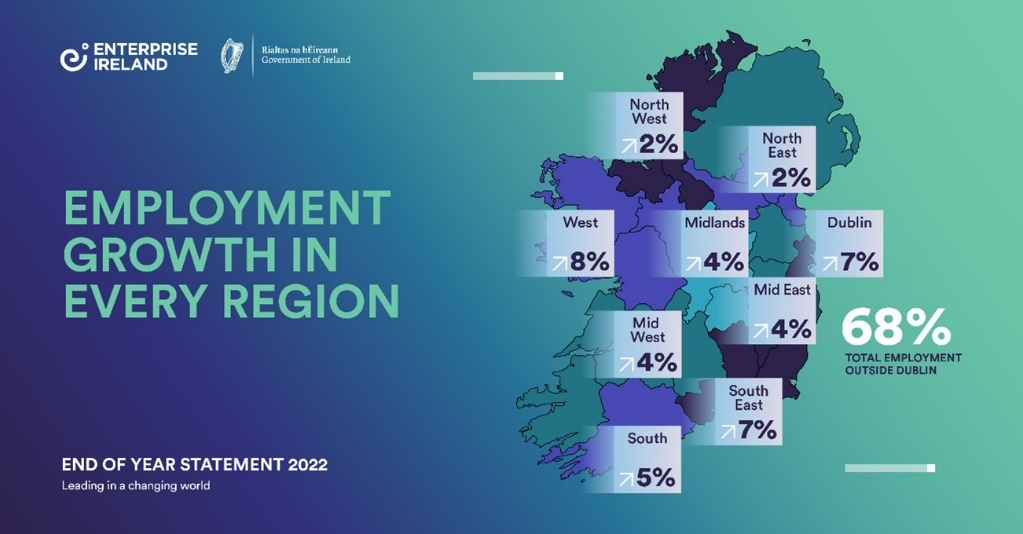 ENTERPRISE
IRELAND
Rialtas na hÉireann
Government of Ireland
EMPLOYMENT
GROWTH IN
EVERY REGION
END OF YEAR STATEMENT 2022
Leading in a changing world
North
West
2%
North
East
2%
West
8%
Midlands
4%
Dublin
7%
Mid East
4%
Mid
West
4%
South
East
7%
South
5%
68%
TOTAL EMPLOYMENT
OUTSIDE DUBLIN